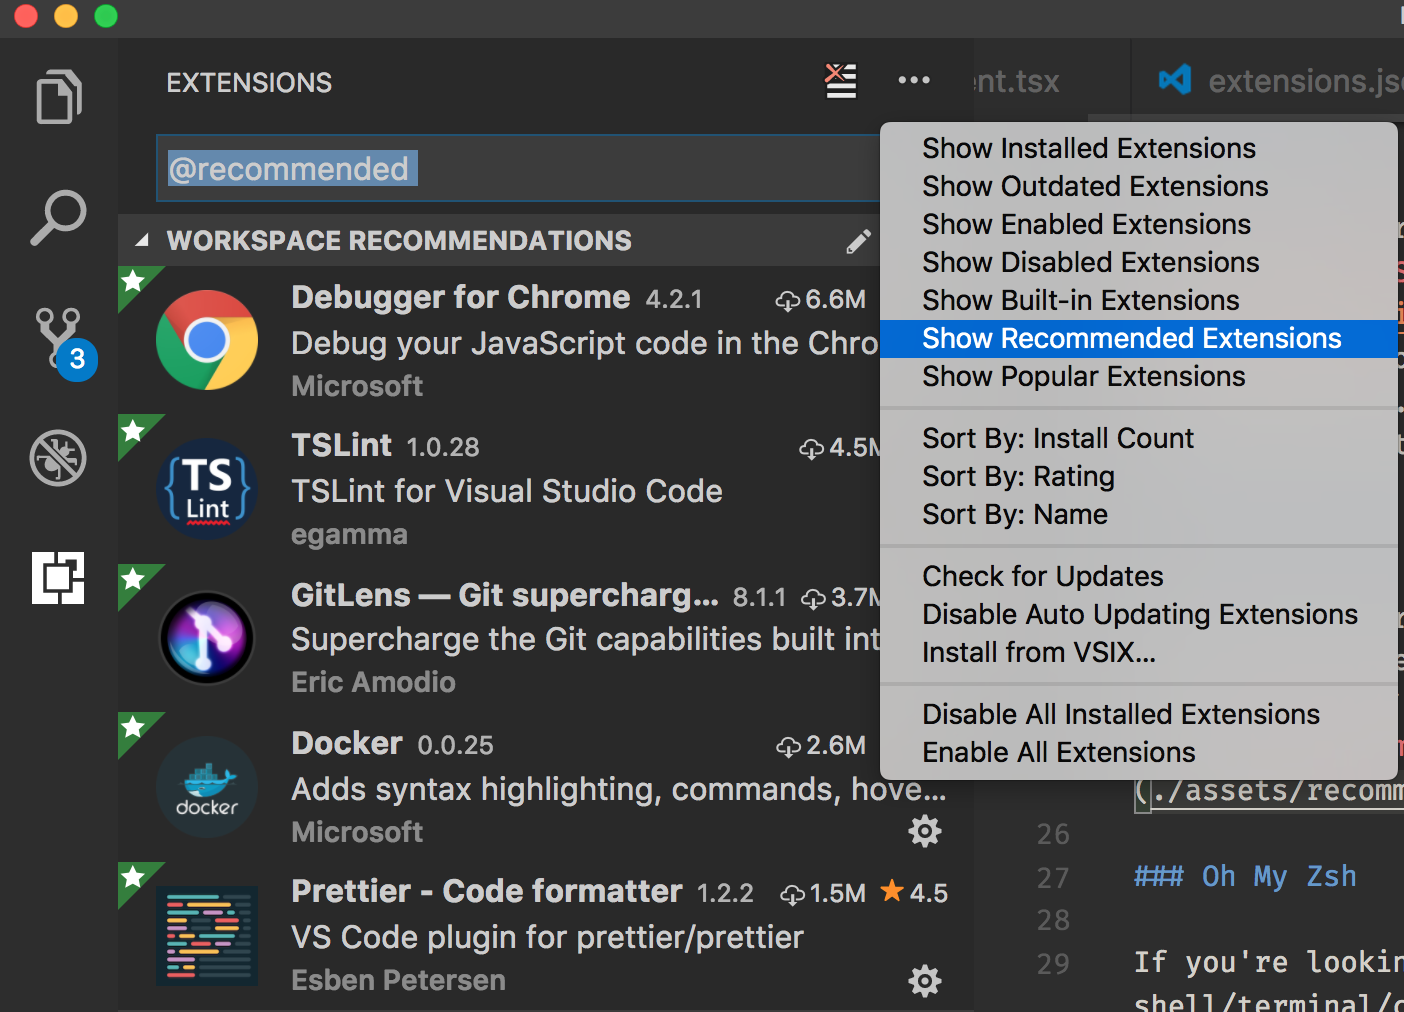 EXTENSIONS
nt.tsx
extensions.js
@recommended
WORKSPACE RECOMMENDATIONS
Debugger for Chrome 4.2.1 6.6M
Debug your JavaScript code in the Chro
Microsoft
TS
Lint
TSLint 1.0.28 4.5M
TSLint for Visual Studio Code
egamma
3
GitLens — Git supercharg... 8.1.1 3.7M
Supercharge the Git capabilities built int
Eric Amodio
docker
Docker 0.0.25 2.6M
Adds syntax highlighting, commands, hove...
Microsoft
Prettier - Code formatter 1.2.2 1.5M 4.5
VS Code plugin for prettier/prettier
Esben Petersen
Show Installed Extensions
Show Outdated Extensions
Show Enabled Extensions
Show Disabled Extensions
Show Built-in Extensions
Show Recommended Extensions
Show Popular Extensions
Sort By: Install Count
Sort By: Rating
Sort By: Name
Check for Updates
Disable Auto Updating Extensions
Install from VSIX...
Disable All Installed Extensions
Enable All Extensions
(./assets/recomm
26
27 ### Oh My Zsh
28
29 If you're lookin
shell/terminal/c